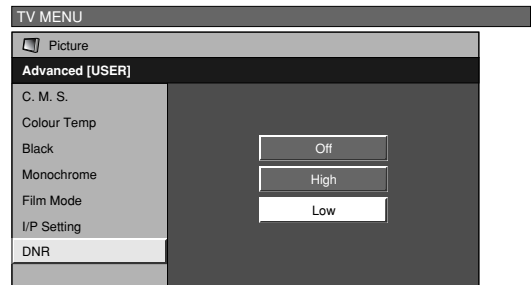 TV MENU
Picture
Advanced [USER]
C. M. S.
Colour Temp
Black
Monochrome
Film Mode
I/P Setting
DNR
Off
High
Low